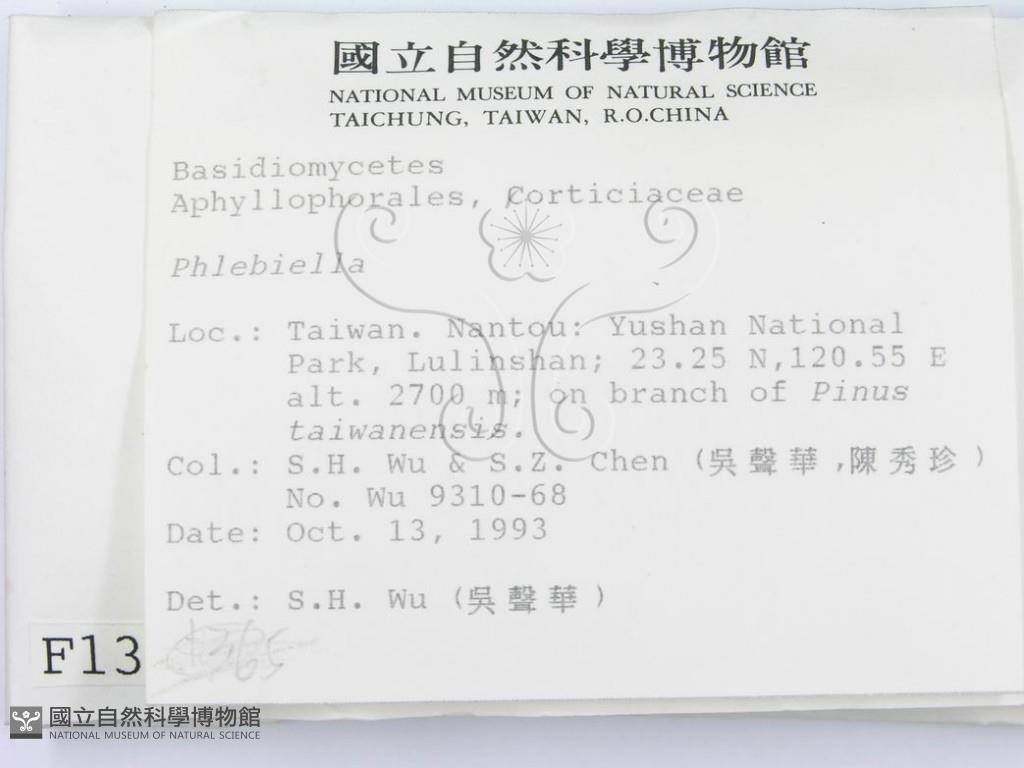 國立自然科學博物館
NATIONAL MUSEUM OF NATURAL SCIENCE
TAICHUNG, TAIWAN, R.O.CHINA
Basidiomycetes
Aphyllophorales, Corticiaceae
Phlebiella
Loc.: Taiwan. Nantou: Yushan National
Park, Lulinshan; 23.25 N,120.55 E
alt. 2700 m; on branch of Pinus
taiwanensis.
Col.: S.H. Wu & S.Z. Chen (吳聲華,陳秀珍)
No. Wu 9310-68
Date: Oct. 13, 1993
Det.: S.H. Wu (吳聲華)
F13
國立自然科學博物館
NATIONAL MUSEUM OF NATURAL SCIENCE